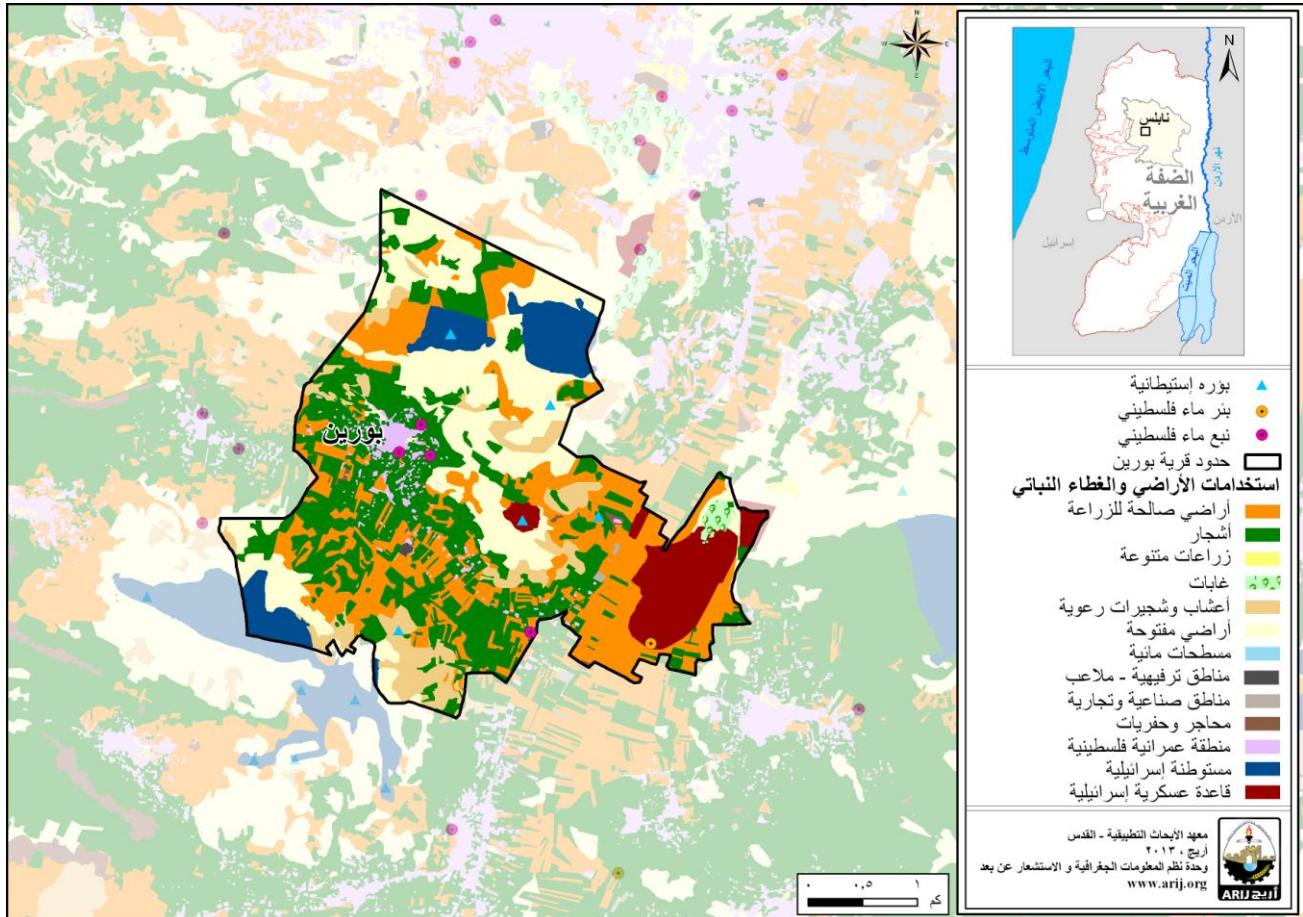 N
W
E
S
بورين
٠
٠,٥
١
كم
N
البحر الأبيض المتوسط
نابلس
نهر الأردن
الضفة
الغربية
الأردن
إسرائيل
البحر الميت
بؤره إستيطانية
بئر ماء فلسطيني
نبع ماء فلسطيني
حدود قرية بورين
استخدامات الأراضي والغطاء النباتي
أراضي صالحة للزراعة
أشجار
زراعات متنوعة
غابات
أعشاب وشجيرات رعوية
أراضي مفتوحة
مسطحات مائية
مناطق ترفيهية - ملاعب
مناطق صناعية وتجارية
محاجر وحفريات
منطقة عمرانية فلسطينية
مستوطنة إسرائيلية
قاعدة عسكرية إسرائيلية
معهد الأبحاث التطبيقية - القدس
أريج ، ٢٠١٣
وحدة نظم المعلومات الجغرافية و الاستشعار عن بعد
www.arij.org
أريج ARIJ